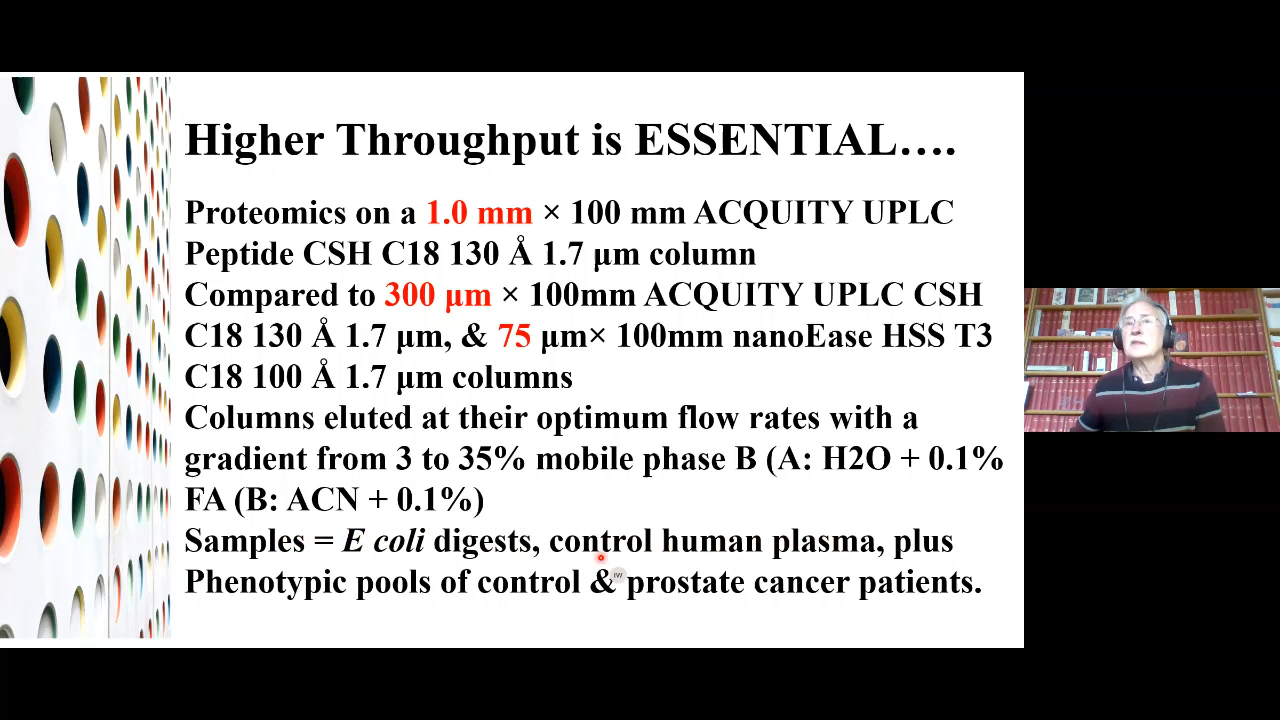 Higher Throughput is ESSENTIAL….
Proteomics on a 1.0 mm × 100 mm ACQUITY UPLC
Peptide CSH C18 130 Å 1.7 μm column
Compared to 300 μm × 100mm ACQUITY UPLC CSH
C18 130 Å 1.7 μm, & 75 μm× 100mm nanoEase HSS T3
C18 100 Å 1.7 μm columns
Columns eluted at their optimum flow rates with a
gradient from 3 to 35% mobile phase B (A: H2O + 0.1%
FA (B: ACN + 0.1%)
Samples = E coli digests, control human plasma, plus
Phenotypic pools of control & prostate cancer patients.